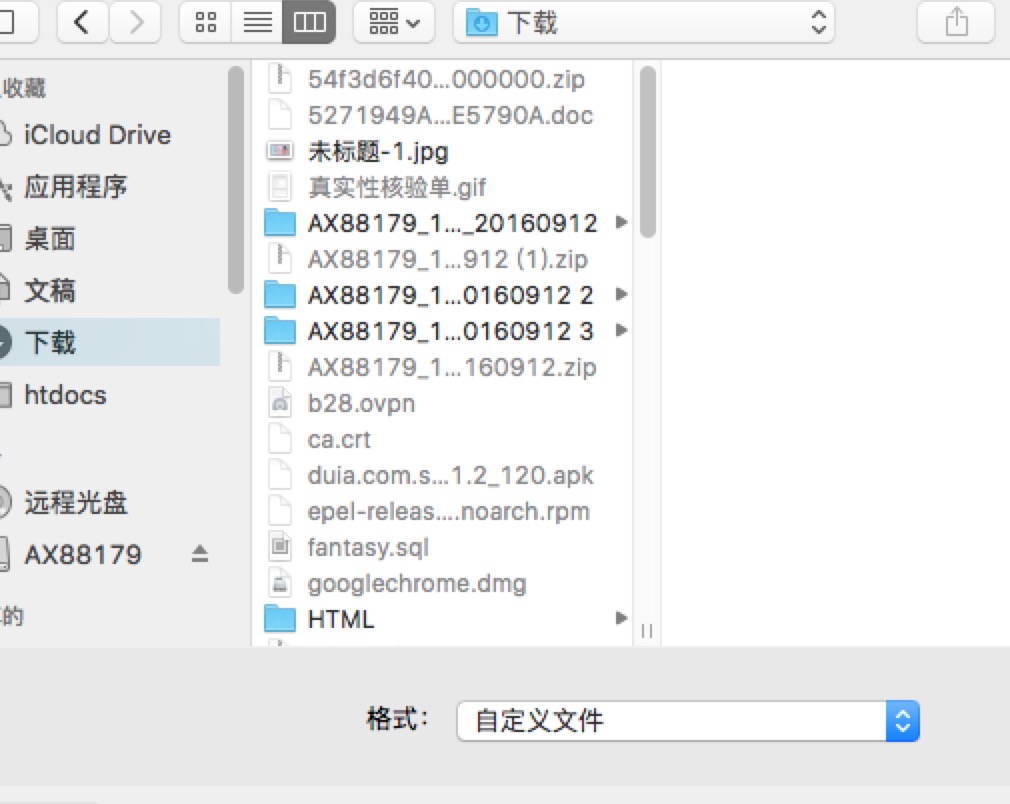 下载
收藏
iCloud Drive
应用程序
桌面
文稿
下载
htdocs
远程光盘
AX88179
的
54f3d6f40...000000.zip
5271949A...E5790A.doc
未标题-1.jpg
真实性核验单.gif
AX88179_1..._20160912
AX88179_1...912 (1).zip
AX88179_1...0160912 2
AX88179_1...0160912 3
AX88179_1...160912.zip
b28.ovpn
ca.crt
duia.com.s...1.2_120.apk
epel-releas....noarch.rpm
fantasy.sql
googlechrome.dmg
HTML
格式：
自定义文件